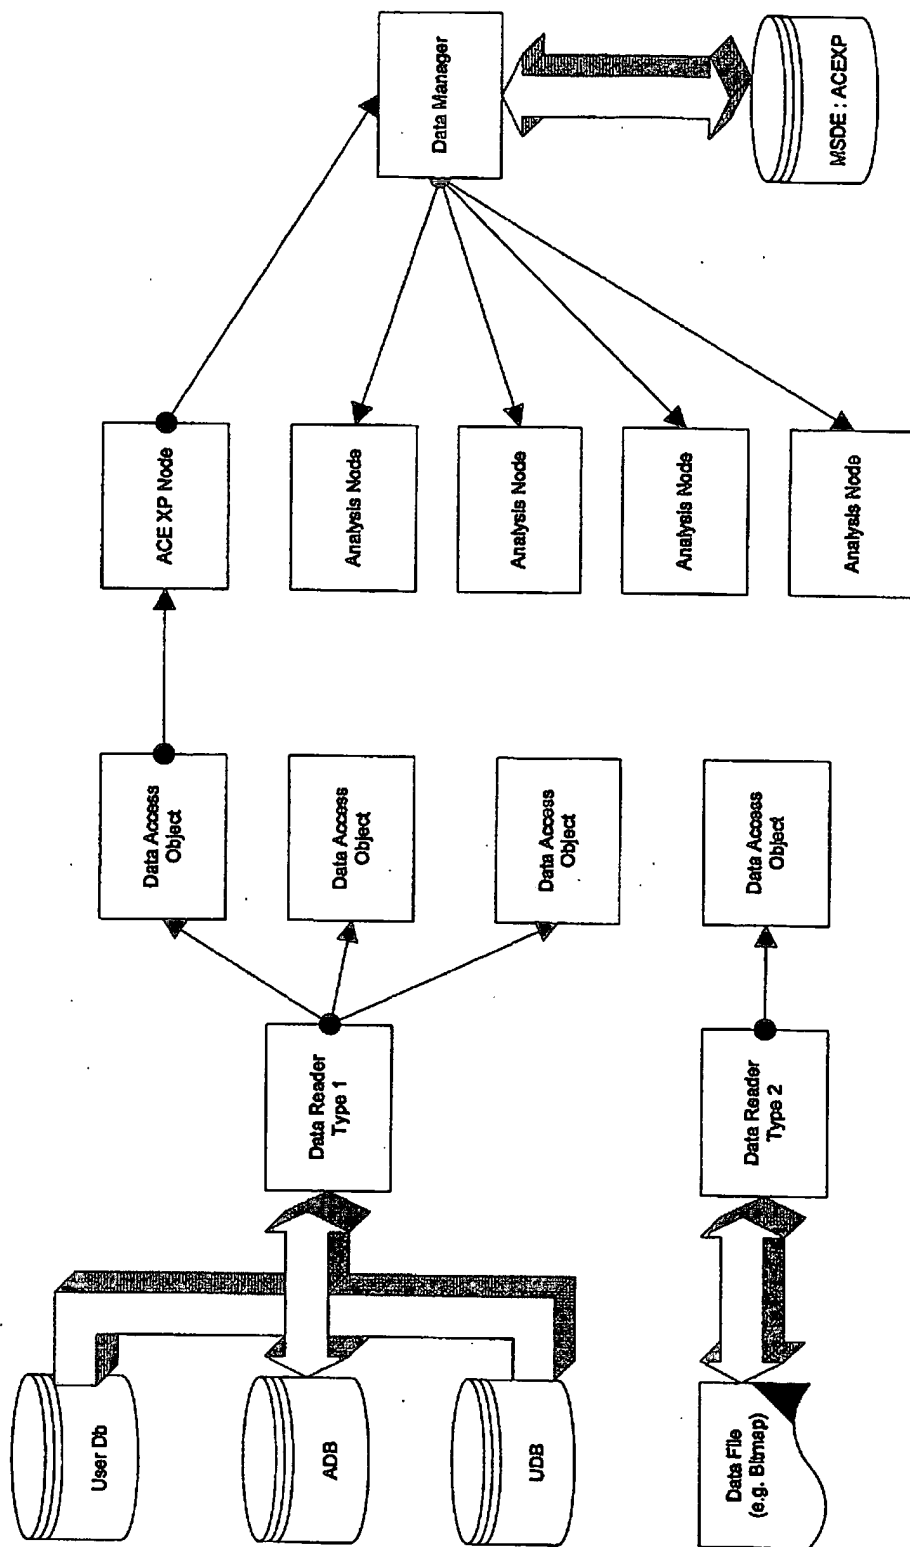 User Db
ADB
UDB
Data File
(e.g. Bitmap)
Data Reader
Type 1
Data Reader
Type 2
Data Access
Object
Data Access
Object
Data Access
Object
Data Access
Object
ACE XP Node
Analysis Node
Analysis Node
Analysis Node
Analysis Node
Data Manager
MSDE : ACEXP